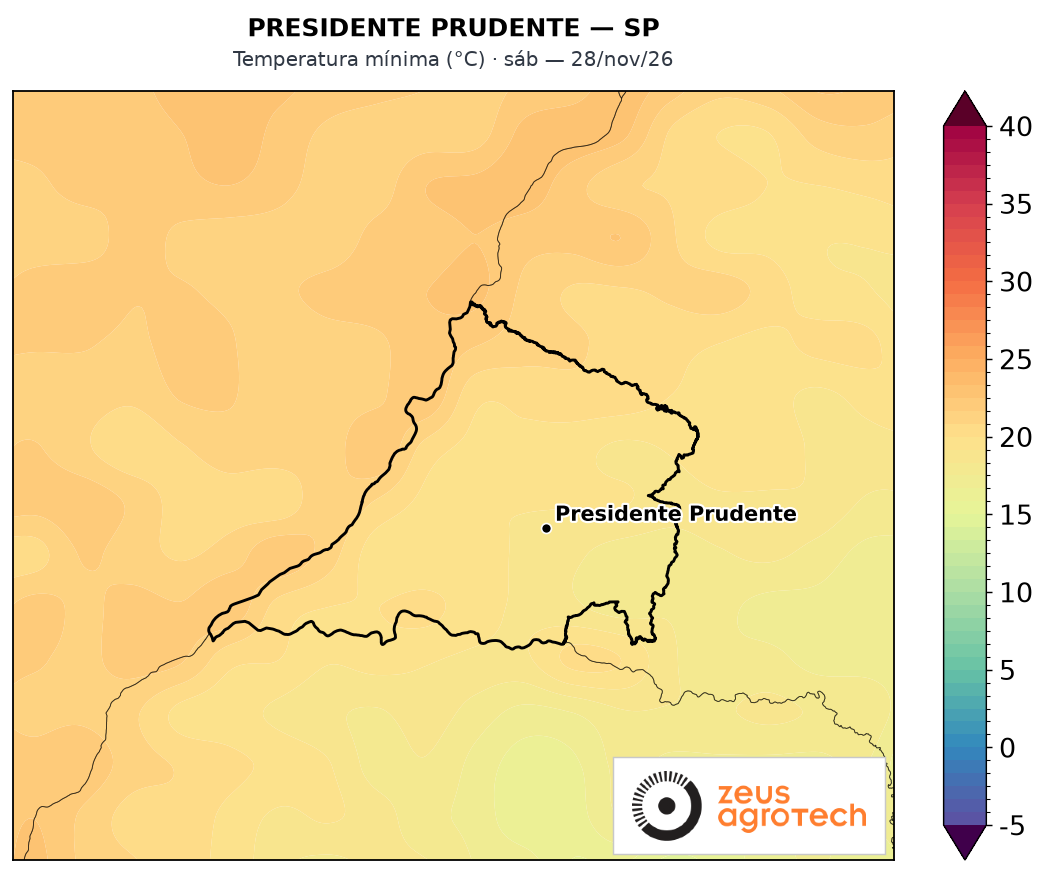 PRESIDENTE PRUDENTE — SP
Temperatura mínima (°C) · sáb — 28/nov/26
Presidente Prudente
40
35
30
25
20
15
10
5
0
-5
zeus
agrotech